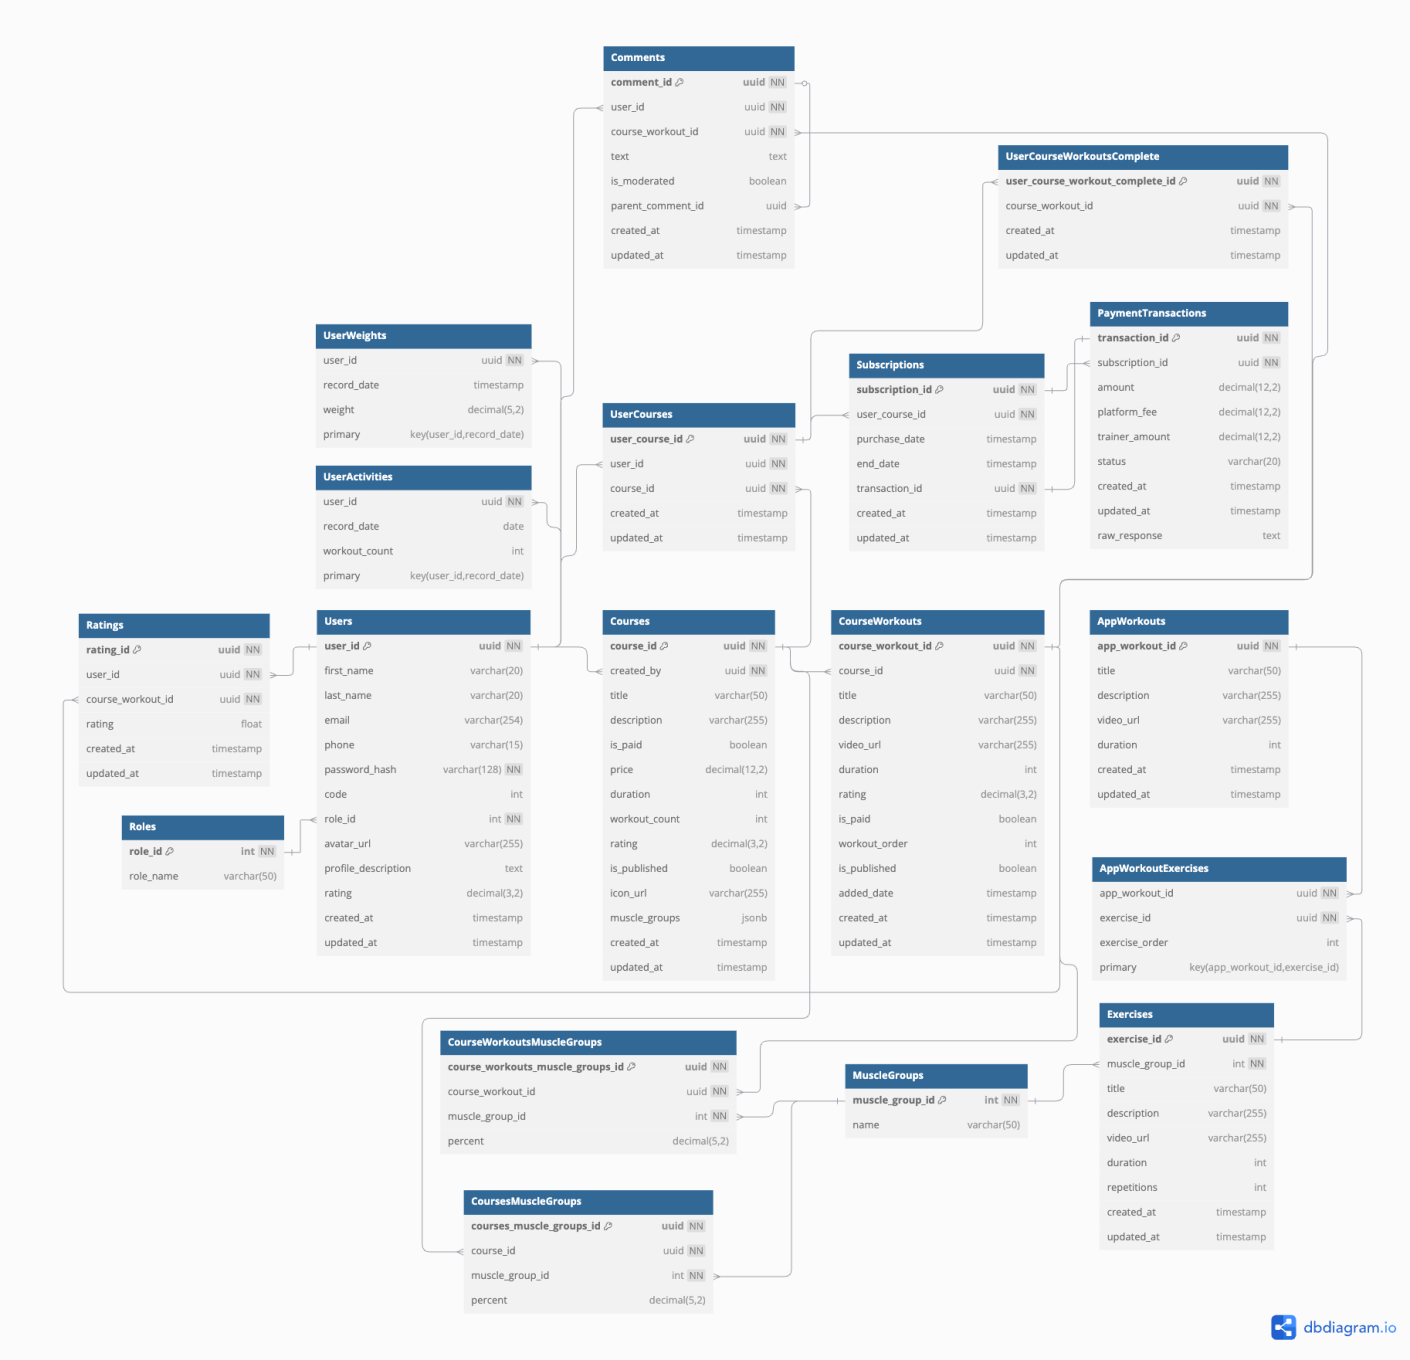 Comments
comment_id uuid NN
user_id uuid NN
course_workout_id uuid NN
text text
is_moderated boolean
parent_comment_id uuid
created_at timestamp
updated_at timestamp
UserCourseWorkoutsComplete
user_course_workout_complete_id uuid NN
course_workout_id uuid NN
created_at timestamp
updated_at timestamp
UserWeights
user_id uuid NN
record_date timestamp
weight decimal(5,2)
primary key(user_id,record_date)
UserActivities
user_id uuid NN
record_date date
workout_count int
primary key(user_id,record_date)
UserCourses
user_course_id uuid NN
user_id uuid NN
course_id uuid NN
created_at timestamp
updated_at timestamp
Subscriptions
subscription_id uuid NN
user_course_id uuid NN
purchase_date timestamp
end_date timestamp
transaction_id uuid NN
created_at timestamp
updated_at timestamp
PaymentTransactions
transaction_id uuid NN
subscription_id uuid NN
amount decimal(12,2)
platform_fee decimal(12,2)
trainer_amount decimal(12,2)
status varchar(20)
created_at timestamp
updated_at timestamp
raw_response text
Ratings
rating_id uuid NN
user_id uuid NN
course_workout_id uuid NN
rating float
created_at timestamp
updated_at timestamp
Roles
role_id int NN
role_name varchar(50)
Users
user_id uuid NN
first_name varchar(20)
last_name varchar(20)
email varchar(254)
phone varchar(15)
password_hash varchar(128) NN
code int
role_id int NN
avatar_url varchar(255)
profile_description text
rating decimal(3,2)
created_at timestamp
updated_at timestamp
Courses
course_id uuid NN
created_by uuid NN
title varchar(50)
description varchar(255)
is_paid boolean
price decimal(12,2)
duration int
workout_count int
rating decimal(3,2)
is_published boolean
icon_url varchar(255)
muscle_groups jsonb
created_at timestamp
updated_at timestamp
CourseWorkouts
course_workout_id uuid NN
course_id uuid NN
title varchar(50)
description varchar(255)
video_url varchar(255)
duration int
rating decimal(3,2)
is_paid boolean
workout_order int
is_published boolean
added_date timestamp
created_at timestamp
updated_at timestamp
AppWorkouts
app_workout_id uuid NN
title varchar(50)
description varchar(255)
video_url varchar(255)
duration int
created_at timestamp
updated_at timestamp
AppWorkoutExercises
app_workout_id uuid NN
exercise_id uuid NN
exercise_order int
primary key(app_workout_id,exercise_id)
Exercises
exercise_id uuid NN
muscle_group_id int NN
title varchar(50)
description varchar(255)
video_url varchar(255)
duration int
repetitions int
created_at timestamp
updated_at timestamp
CourseWorkoutsMuscleGroups
course_workouts_muscle_groups_id uuid NN
course_workout_id uuid NN
muscle_group_id int NN
percent decimal(5,2)
MuscleGroups
muscle_group_id int NN
name varchar(50)
CoursesMuscleGroups
courses_muscle_groups_id uuid NN
course_id uuid NN
muscle_group_id int NN
percent decimal(5,2)
dbdiagram.io